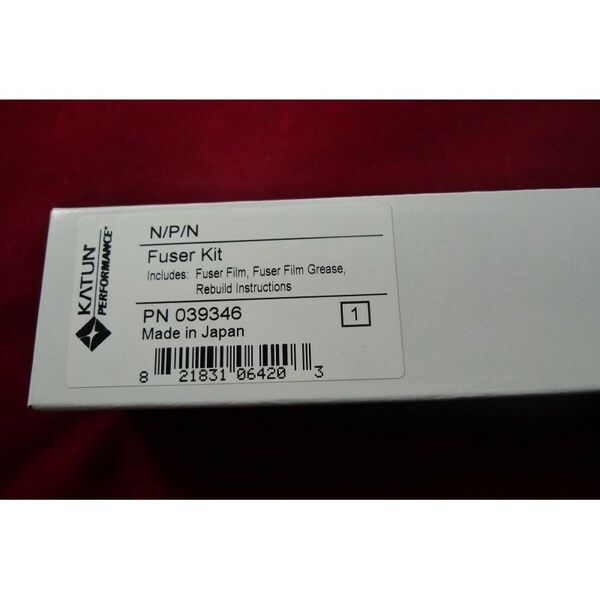 KATUN
PERFORMANCE™
N/P/N
Fuser Kit
Includes: Fuser Film, Fuser Film Grease,
Rebuild Instructions
PN 039346
1
Made in Japan
8 21831 06420 3